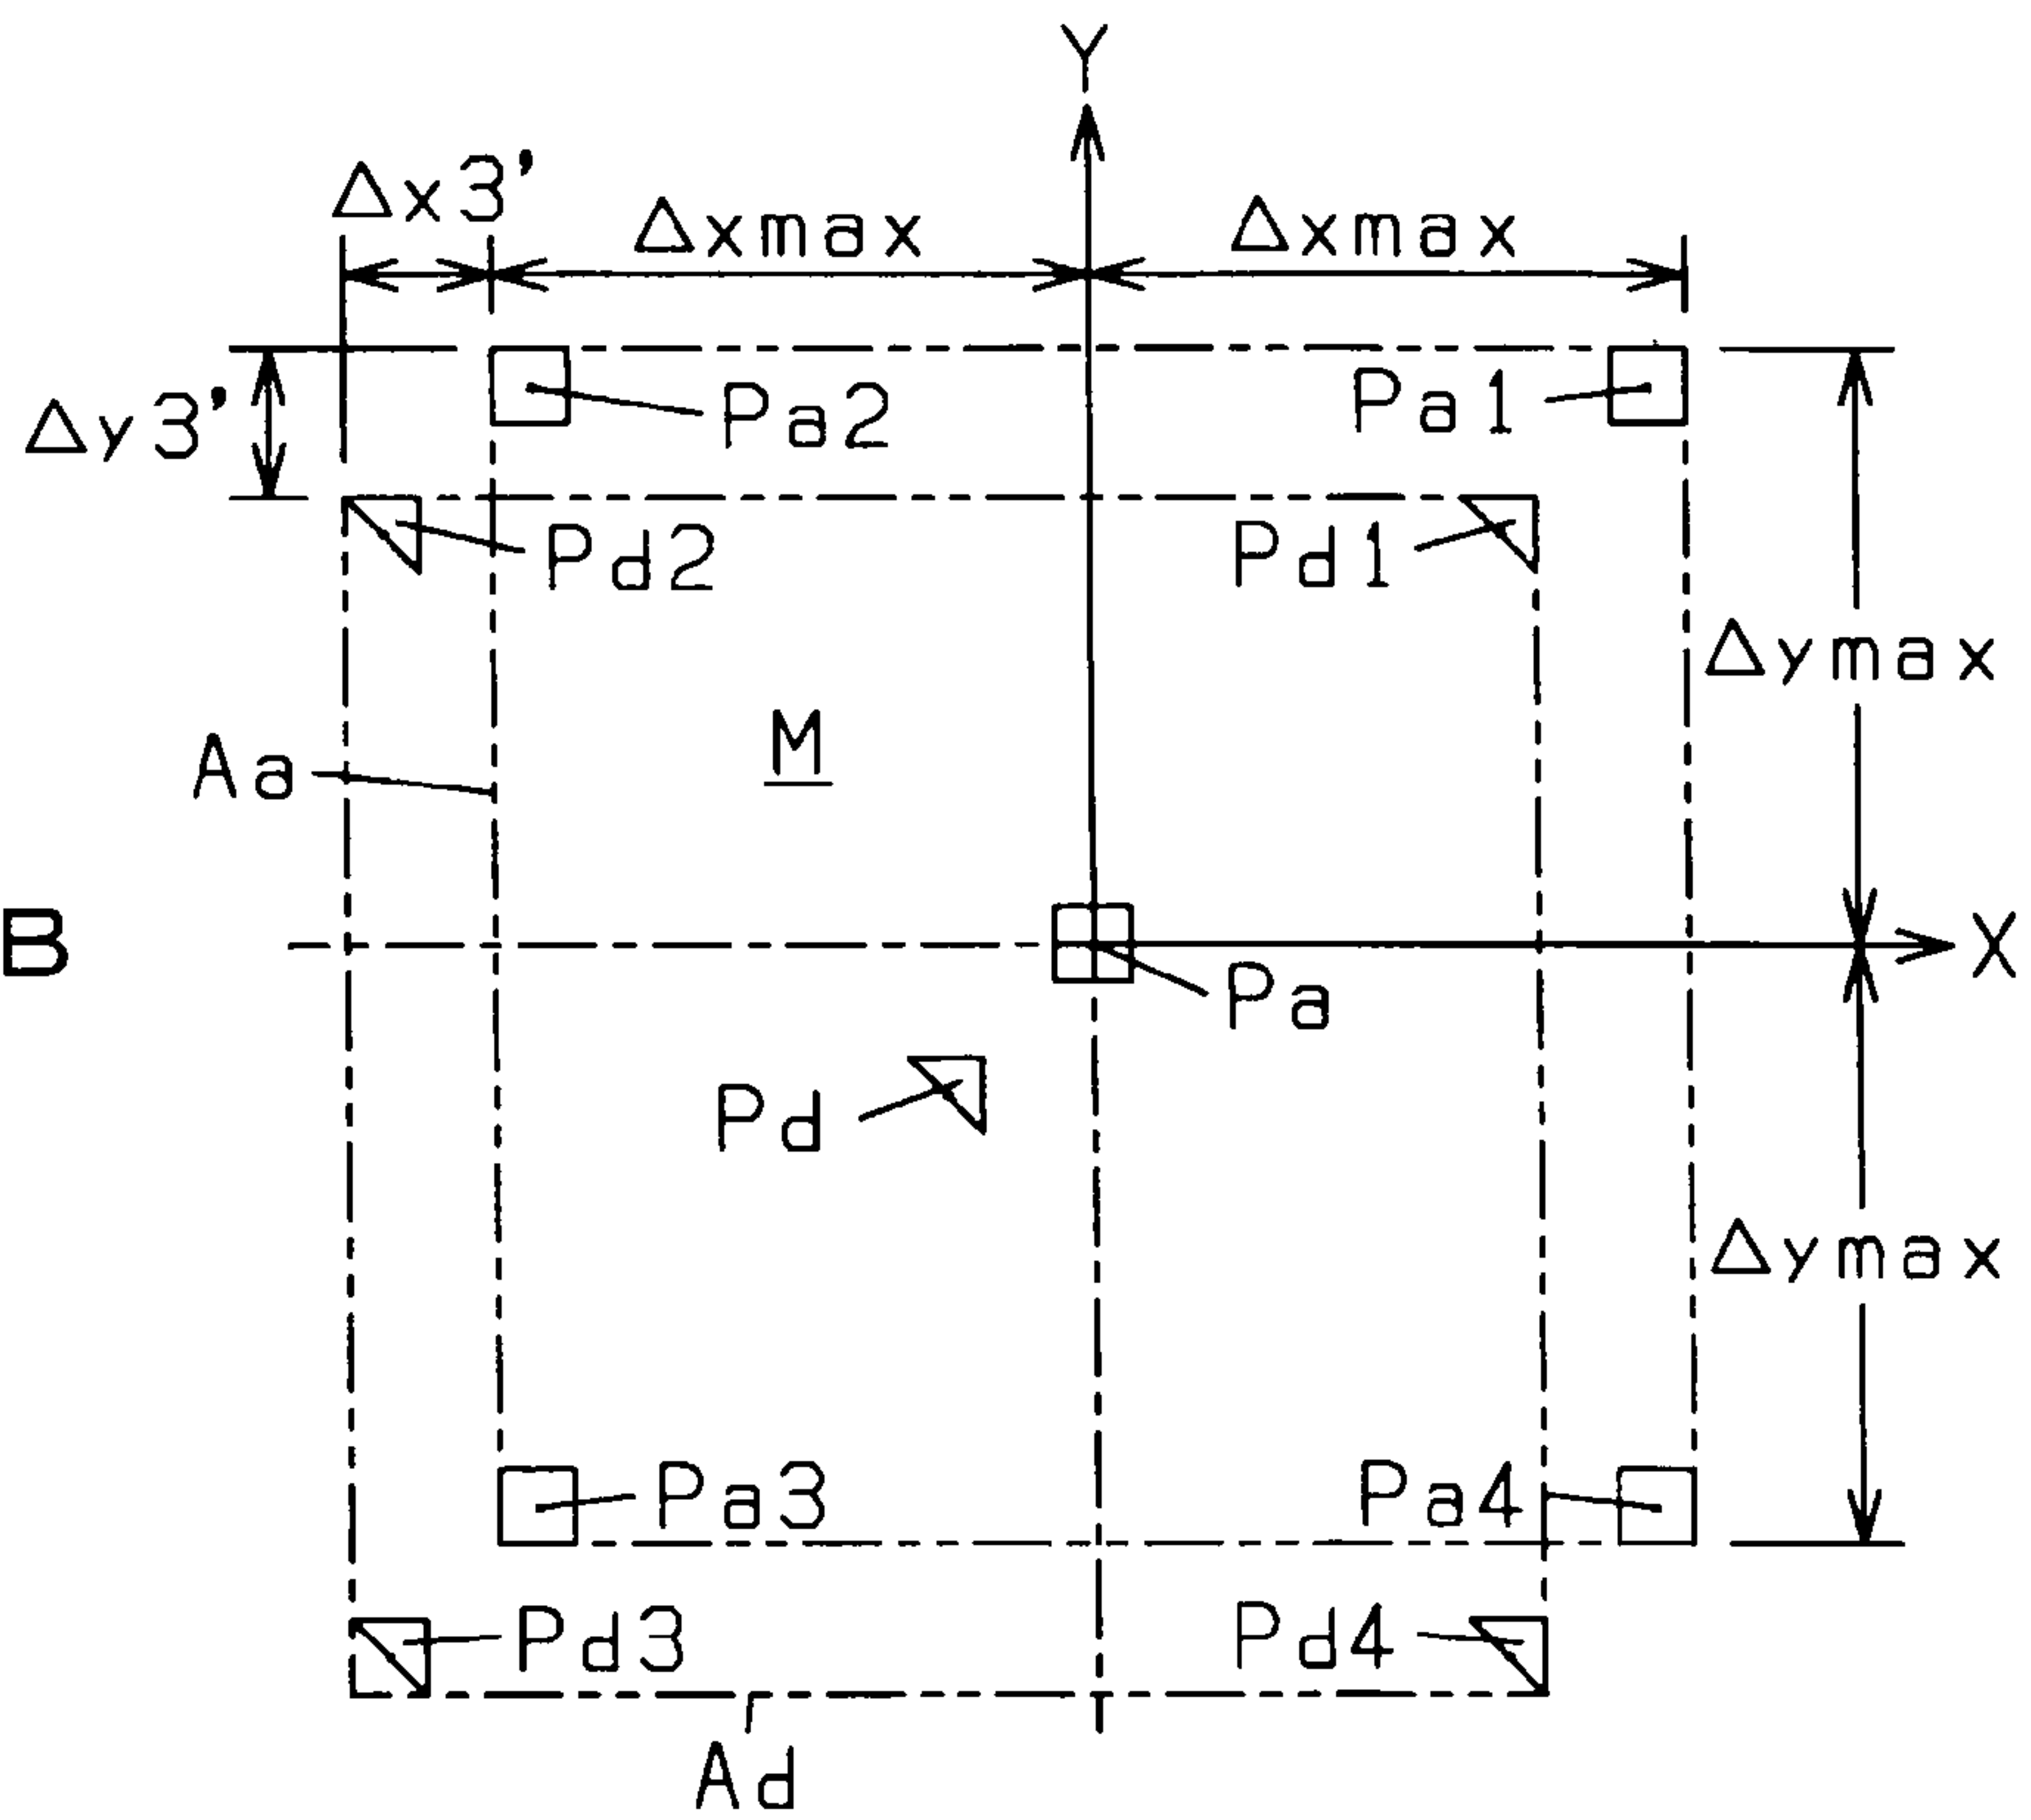 Y
Δx3'
Δxmax
Δxmax
Δy3'
Pa2
Pa1
Pd2
Pd1
Δymax
M
Aa
B
X
Pa
Pd
Δymax
Pa3
Pa4
Pd3
Pd4
Ad